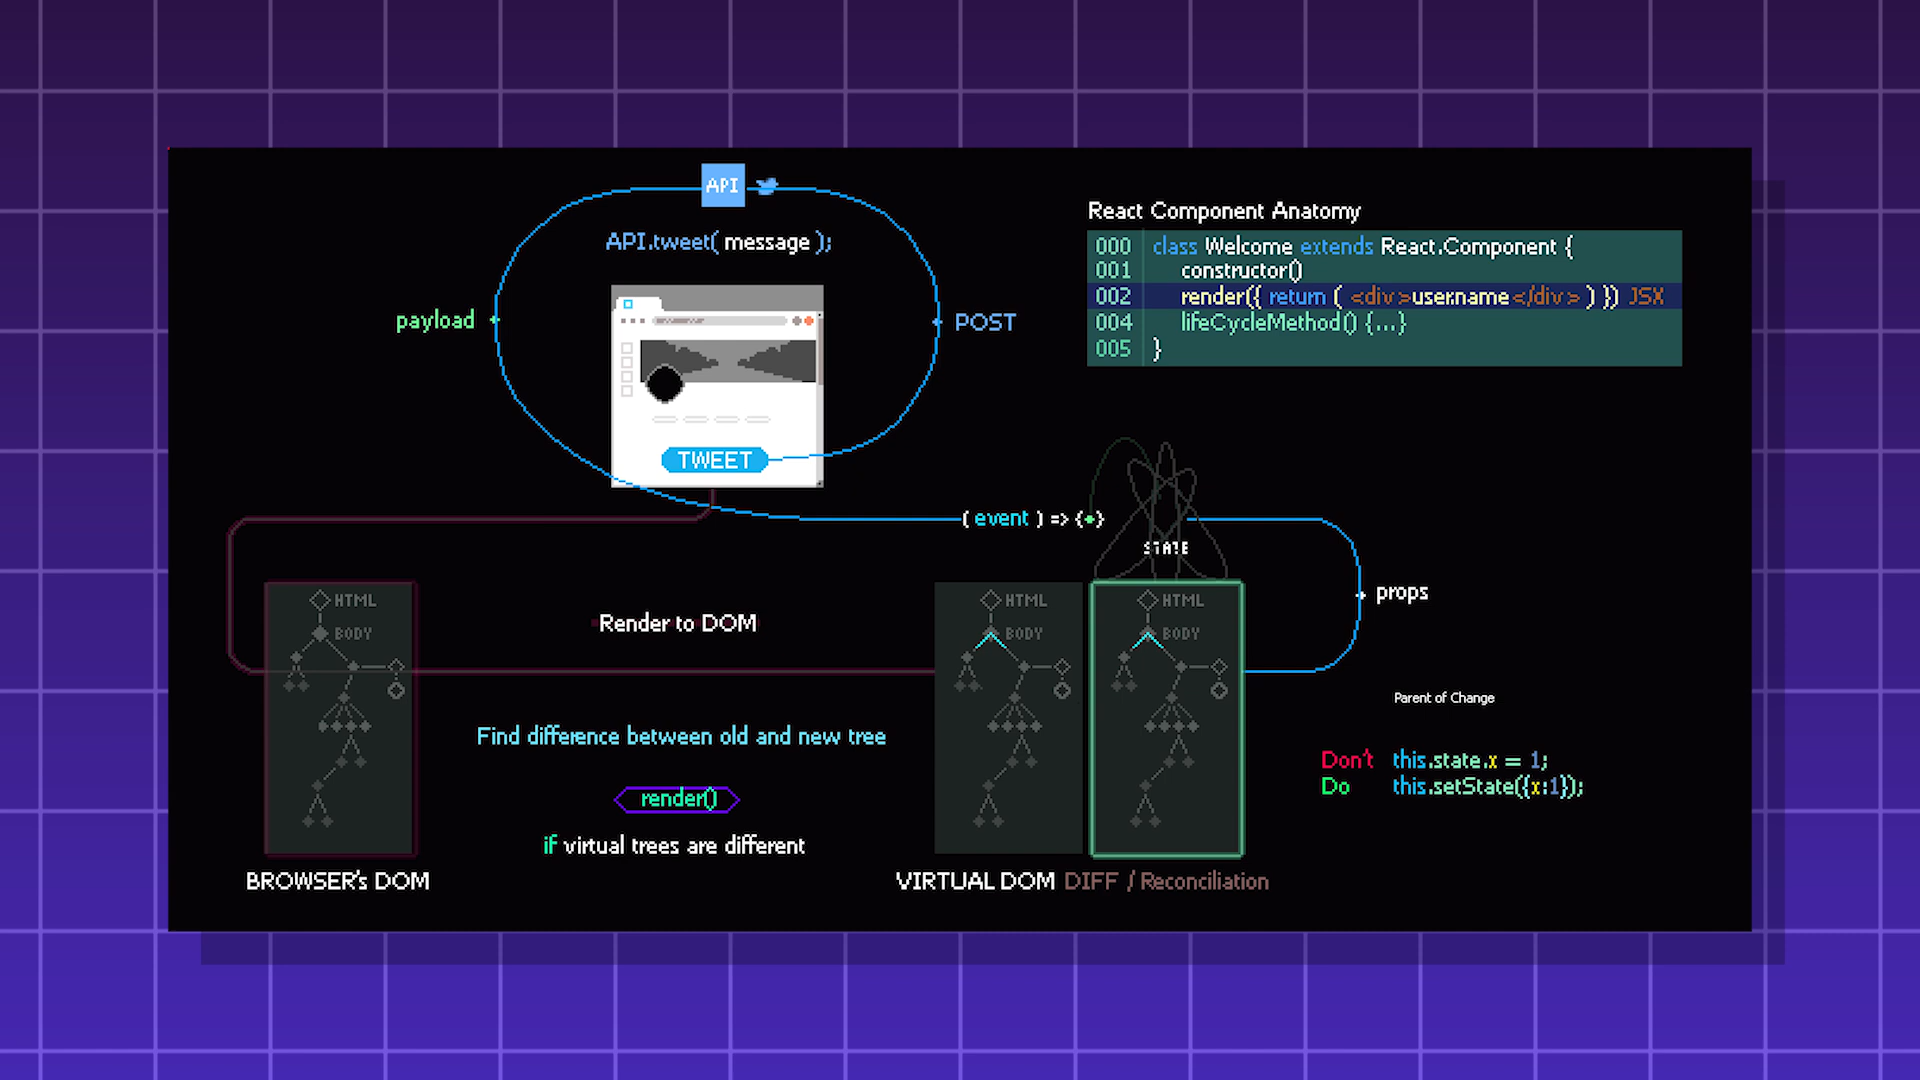 API
API.tweet( message );
payload
POST
TWEET
React Component Anatomy
000 class Welcome extends React.Component {
001 constructor()
002 render({ return ( <div>username</div> ) }) JSX
004 lifeCycleMethod() {...}
005 }
( event ) => {+}
STATE
props
HTML
BODY
Render to DOM
HTML
BODY
HTML
BODY
Find difference between old and new tree
render()
if virtual trees are different
Parent of Change
Don't this.state.x = 1;
Do this.setState({x:1});
BROWSER's DOM
VIRTUAL DOM DIFF / Reconciliation